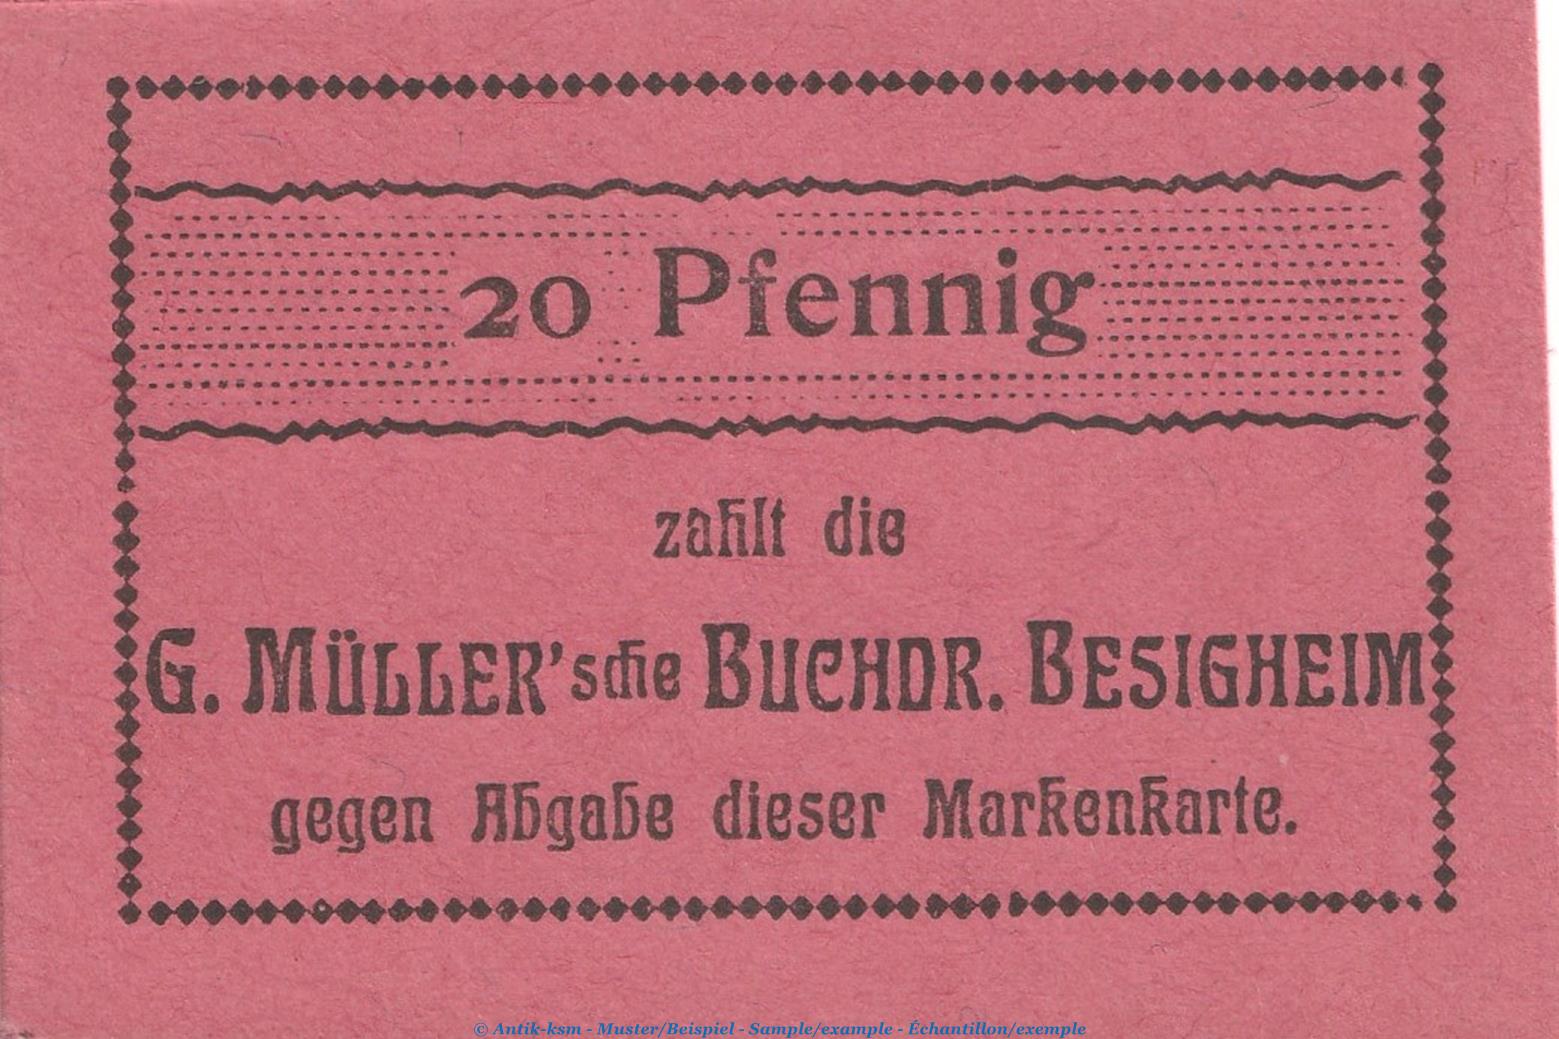 20 Pfennig
zahlt die
G. MÜLLER'sche BUCHDR. BESIGHEIM
gegen Abgabe dieser Markenkarte.
© Antik-ksm - Muster/Beispiel - Sample/example - Échantillon/exemple